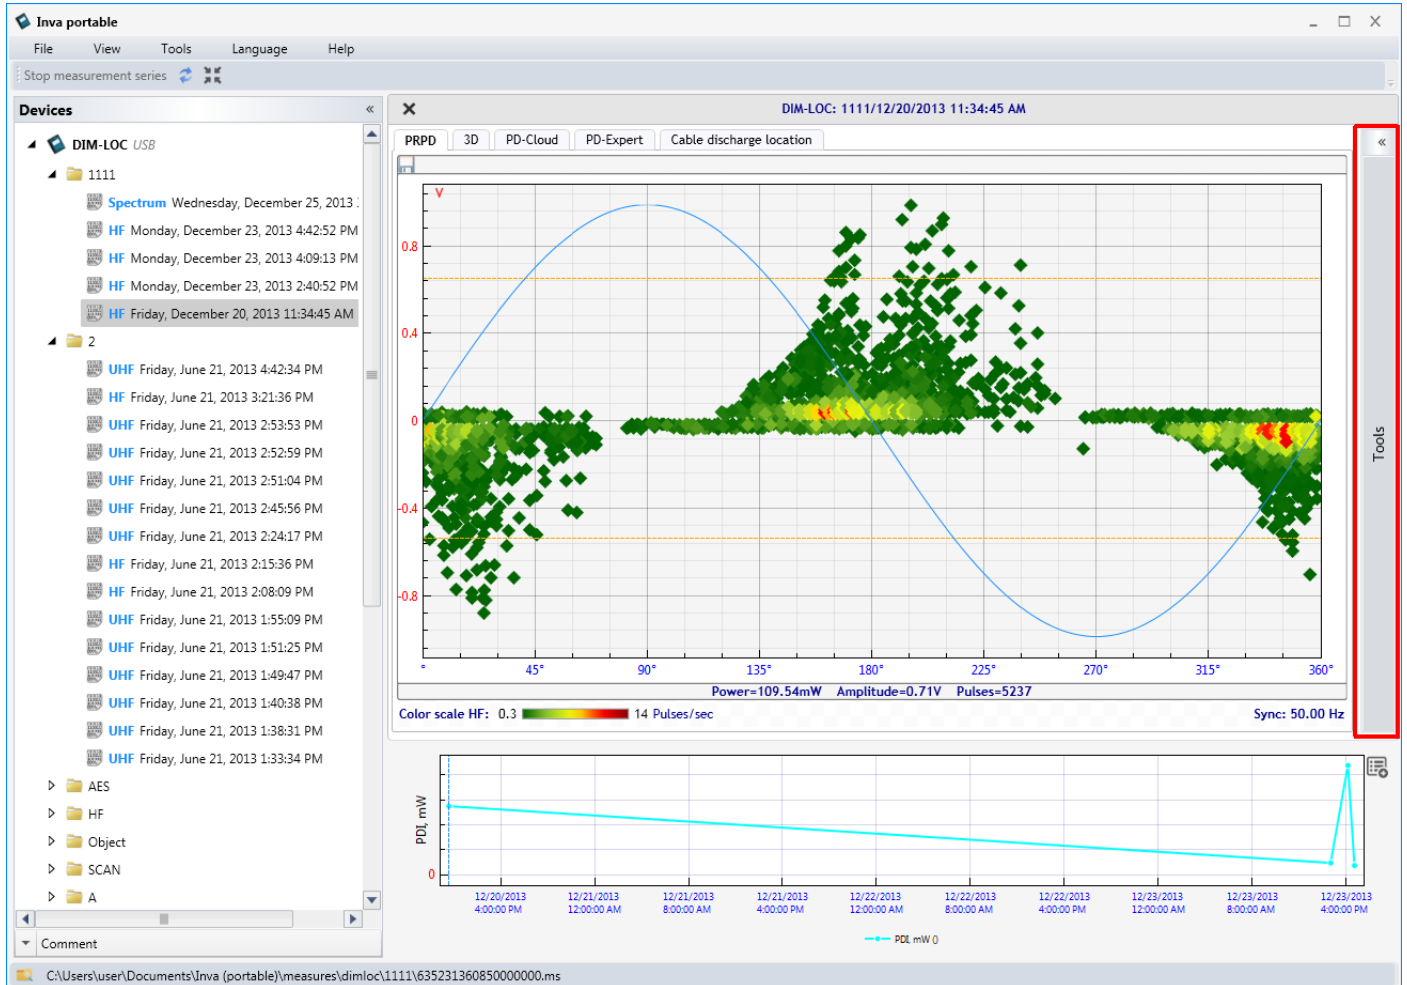 Inva portable
File View Tools Language Help
Stop measurement series
Devices «
DIM-LOC USB
1111
Spectrum Wednesday, December 25, 2013
HF Monday, December 23, 2013 4:42:52 PM
HF Monday, December 23, 2013 4:09:13 PM
HF Monday, December 23, 2013 2:40:52 PM
HF Friday, December 20, 2013 11:34:45 AM
2
UHF Friday, June 21, 2013 4:42:34 PM
HF Friday, June 21, 2013 3:21:36 PM
UHF Friday, June 21, 2013 2:53:53 PM
UHF Friday, June 21, 2013 2:52:59 PM
UHF Friday, June 21, 2013 2:51:04 PM
UHF Friday, June 21, 2013 2:45:56 PM
UHF Friday, June 21, 2013 2:24:17 PM
HF Friday, June 21, 2013 2:15:36 PM
HF Friday, June 21, 2013 2:08:09 PM
UHF Friday, June 21, 2013 1:55:09 PM
UHF Friday, June 21, 2013 1:51:25 PM
UHF Friday, June 21, 2013 1:49:47 PM
UHF Friday, June 21, 2013 1:40:38 PM
UHF Friday, June 21, 2013 1:38:31 PM
UHF Friday, June 21, 2013 1:33:34 PM
AES
HF
Object
SCAN
A
Comment
DIM-LOC: 1111/12/20/2013 11:34:45 AM
PRPD 3D PD-Cloud PD-Expert Cable discharge location
V
0.8
0.4
0
-0.4
-0.8
° 45° 90° 135° 180° 225° 270° 315° 360°
Power=109.54mW Amplitude=0.71V Pulses=5237
Color scale HF: 0.3 14 Pulses/sec Sync: 50.00 Hz
«
Tools
PDI, mW
0
12/20/2013 12/21/2013 12/21/2013 12/21/2013 12/22/2013 12/22/2013 12/22/2013 12/23/2013 12/23/2013 12/23/2013
4:00:00 PM 12:00:00 AM 8:00:00 AM 4:00:00 PM 12:00:00 AM 8:00:00 AM 4:00:00 PM 12:00:00 AM 8:00:00 AM 4:00:00 PM
PDI, mW ()
C:\Users\user\Documents\Inva (portable)\measures\dimloc\1111\635231360850000000.ms